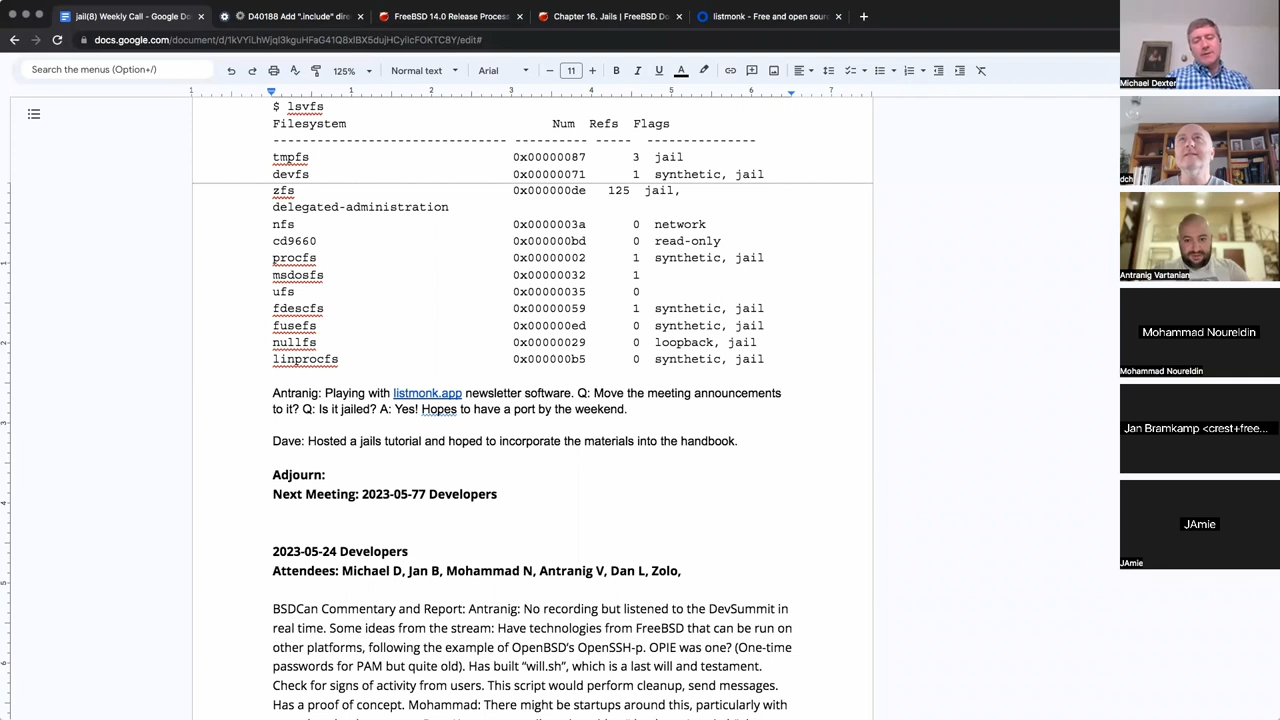 jail(8) Weekly Call - Google Do
D40188 Add ".include" dire
FreeBSD 14.0 Release Process
Chapter 16. Jails | FreeBSD Do
listmonk - Free and open sourc
docs.google.com/document/d/1kVYiLhWjql3kguHFaG41Q8xIBX5dujHCyilcFOKTC8Y/edit#
Search the menus (Option+/)
125%
Normal text
Arial
11
1 1 2 3 4 5 6 7
$ lsvfs
Filesystem Num Refs Flags
-------------------------------- ---------- ----- ---------------
tmpfs 0x00000087 3 jail
devfs 0x00000071 1 synthetic, jail
zfs 0x000000de 125 jail,
delegated-administration
nfs 0x0000003a 0 network
cd9660 0x000000bd 0 read-only
procfs 0x00000002 1 synthetic, jail
msdosfs 0x00000032 1
ufs 0x00000035 0
fdescfs 0x00000059 1 synthetic, jail
fusefs 0x000000ed 0 synthetic, jail
nullfs 0x00000029 0 loopback, jail
linprocfs 0x000000b5 0 synthetic, jail
Antranig: Playing with listmonk.app newsletter software. Q: Move the meeting announcements
to it? Q: Is it jailed? A: Yes! Hopes to have a port by the weekend.
Dave: Hosted a jails tutorial and hoped to incorporate the materials into the handbook.
Adjourn:
Next Meeting: 2023-05-77 Developers
2023-05-24 Developers
Attendees: Michael D, Jan B, Mohammad N, Antranig V, Dan L, Zolo,
BSDCan Commentary and Report: Antranig: No recording but listened to the DevSummit in
real time. Some ideas from the stream: Have technologies from FreeBSD that can be run on
other platforms, following the example of OpenBSD's OpenSSH-p. OPIE was one? (One-time
passwords for PAM but quite old). Has built "will.sh", which is a last will and testament.
Check for signs of activity from users. This script would perform cleanup, send messages.
Has a proof of concept. Mohammad: There might be startups around this, particularly with
Michael Dexter
dch
Antranig Vartanian
Mohammad Noureldin
Mohammad Noureldin
Jan Bramkamp <crest+free...
JAmie
JAmie